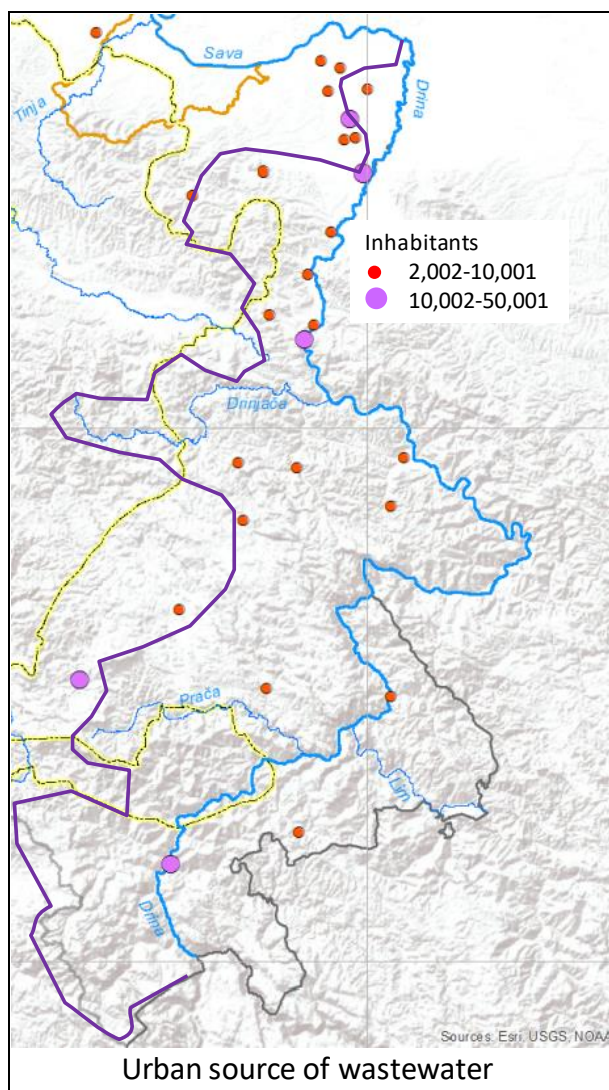 Sava
Drina
Tinja
Inhabitants
2,002-10,001
10,002-50,001
Drinjača
Prača
Lim
Drina
Sources: Esri, USGS, NOAA
Urban source of wastewater